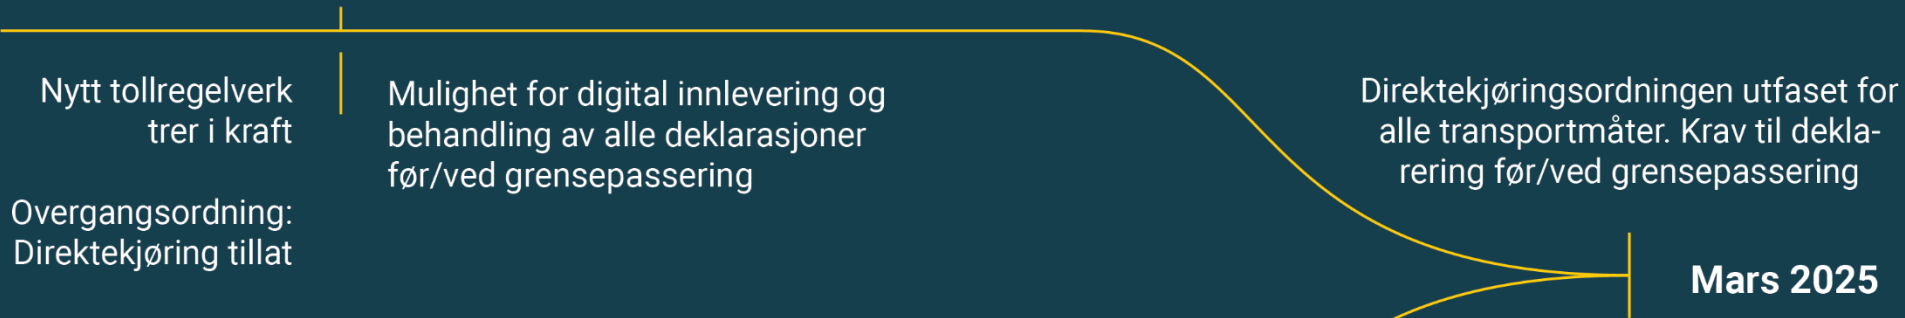 Nytt tollregelverk
trer i kraft
Overgangsordning:
Direktekjøring tillat
Mulighet for digital innlevering og
behandling av alle deklarasjoner
før/ved grensepassering
Direktekjøringsordningen utfaset for
alle transportmåter. Krav til dekla-
rering før/ved grensepassering
Mars 2025